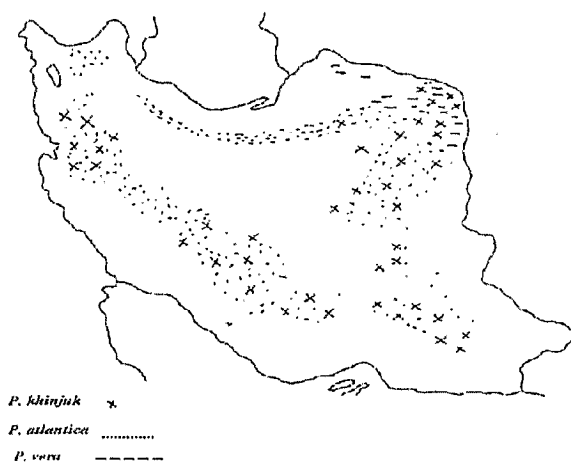 P. khinjuk x
P. atlantica ............
P. vera – – – – – –